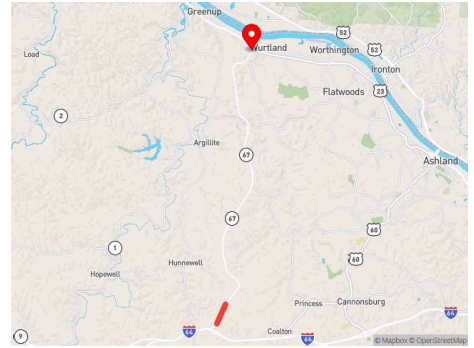 Greenup
52
Load
Wurtland
Worthington
52
Ironton
Flatwoods
23
2
Argillite
67
Ashland
67
60
1
Hunnewell
60
Hopewell
Princess
Cannonsburg
64
9
64
Coalton
64
© Mapbox © OpenStreetMap